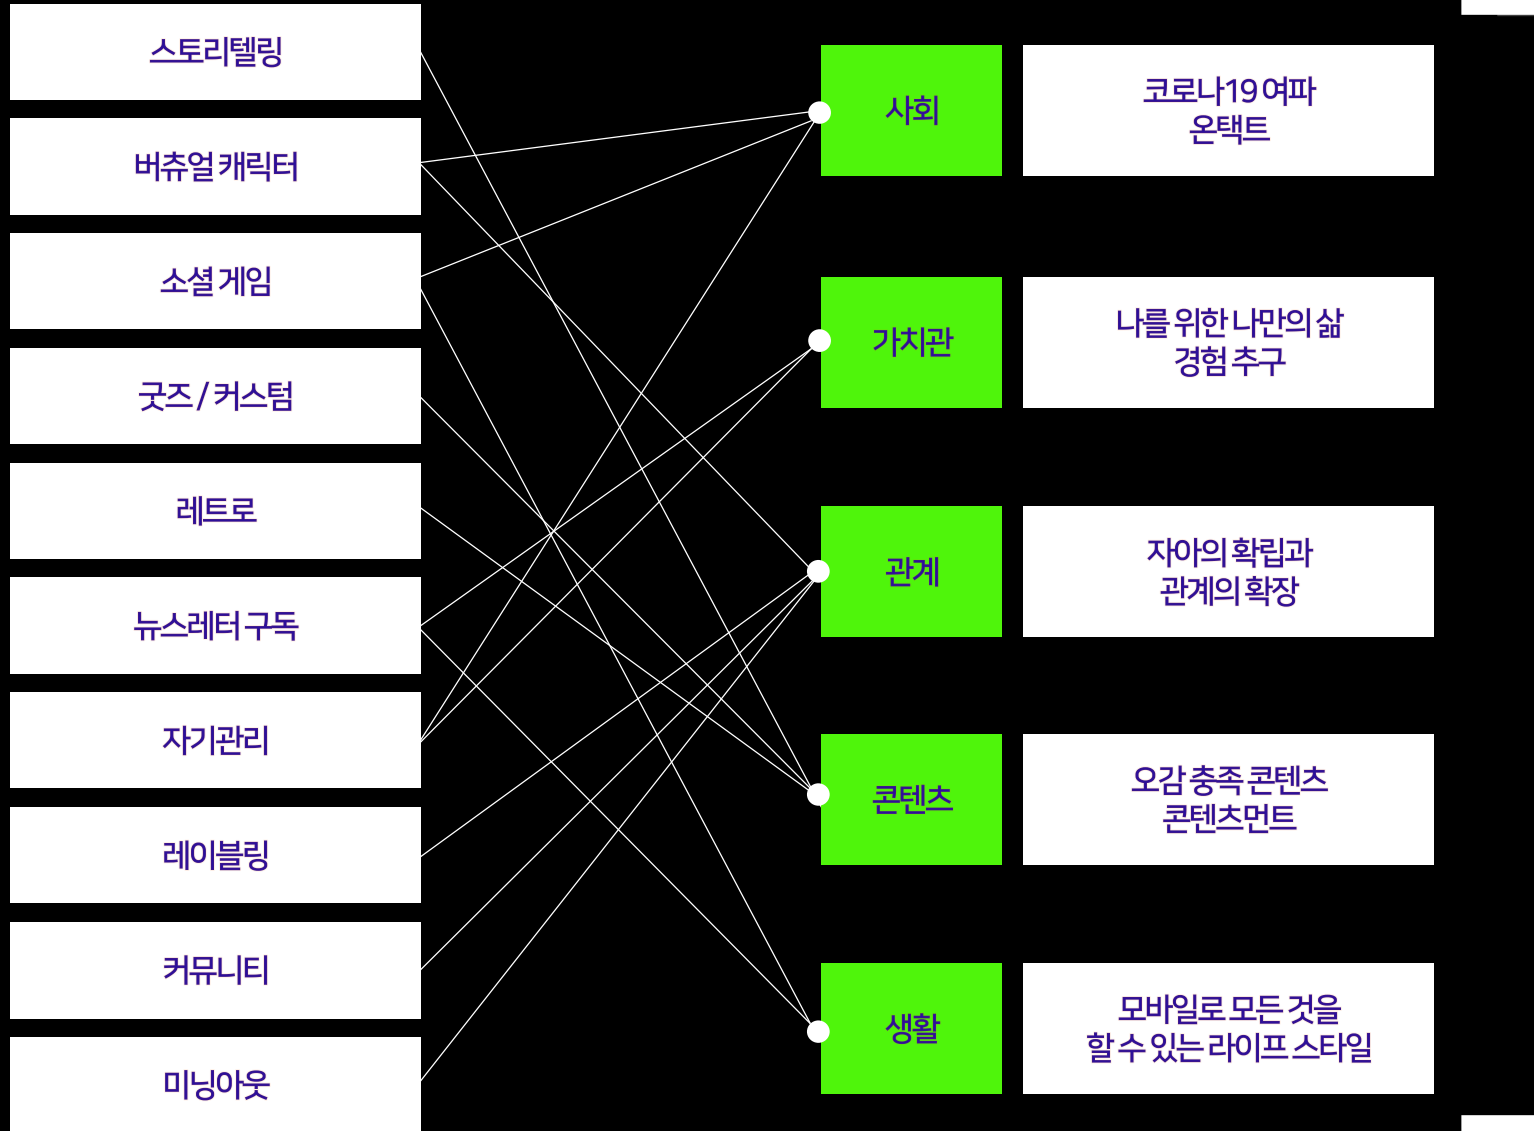 스토리텔링
버츄얼 캐릭터
소셜 게임
굿즈 / 커스텀
레트로
뉴스레터 구독
자기관리
레이블링
커뮤니티
미닝아웃
사회
코로나19 여파
온택트
가치관
나를 위한 나만의 삶
경험 추구
관계
자아의 확립과
관계의 확장
콘텐츠
오감 충족 콘텐츠
콘텐츠먼트
생활
모바일로 모든 것을
할 수 있는 라이프 스타일